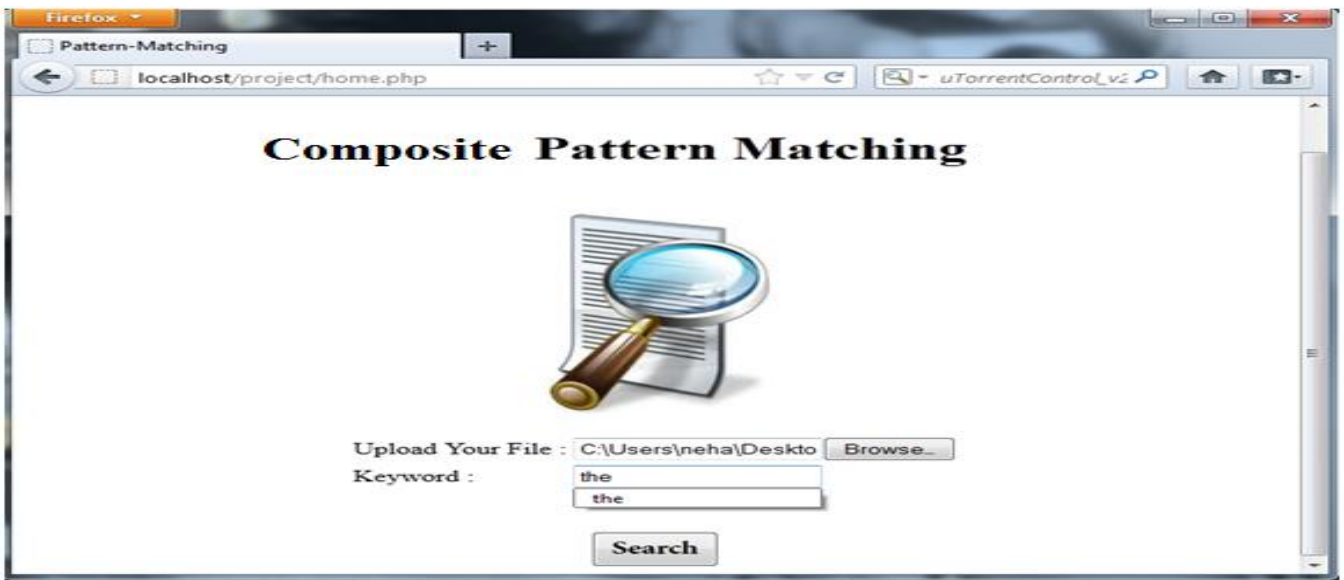 Firefox
Pattern-Matching
localhost/project/home.php
uTorrentControl_v2
Composite Pattern Matching
Upload Your File : C:\Users\neha\Deskto Browse...
Keyword : the
the
Search